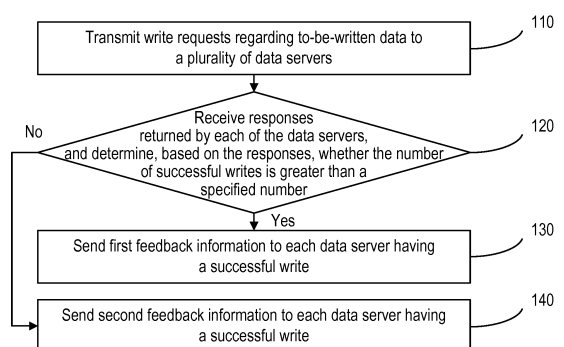 110
Transmit write requests regarding to-be-written data to
a plurality of data servers
Receive responses
returned by each of the data servers,
and determine, based on the responses, whether the number
of successful writes is greater than a
specified number
120
No
Yes
130
Send first feedback information to each data server having
a successful write
140
Send second feedback information to each data server having
a successful write